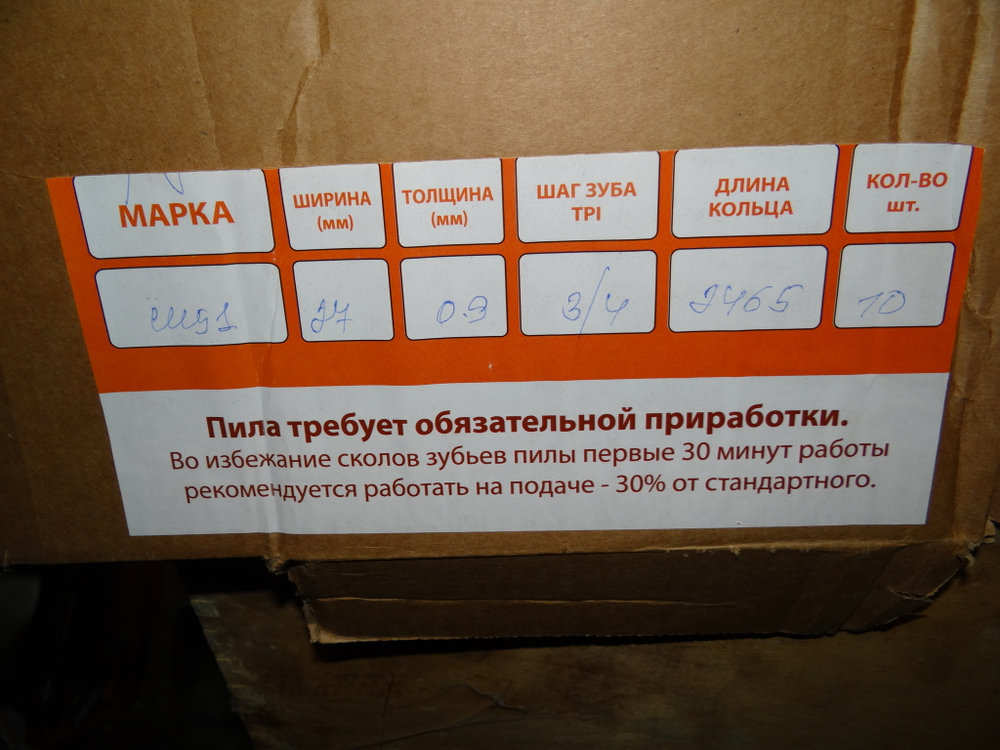 МАРКА
ШИРИНА (мм)
ТОЛЩИНА (мм)
ШАГ ЗУБА TPI
ДЛИНА КОЛЬЦА
КОЛ-ВО шт.
27
0.9
3/4
2465
10
Пила требует обязательной приработки.
Во избежание сколов зубьев пилы первые 30 минут работы
рекомендуется работать на подаче - 30% от стандартного.